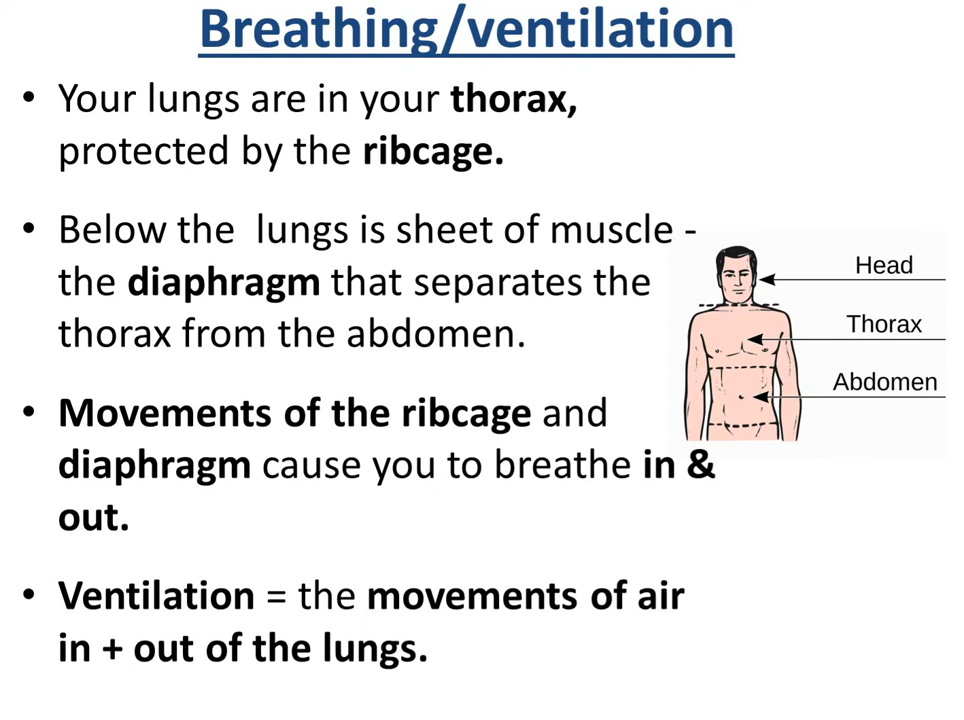 Breathing/ventilation
• Your lungs are in your thorax,
protected by the ribcage.
• Below the  lungs is sheet of muscle -
the diaphragm that separates the
thorax from the abdomen.
• Movements of the ribcage and
diaphragm cause you to breathe in &
out.
• Ventilation = the movements of air
in + out of the lungs.
Head
Thorax
Abdomen